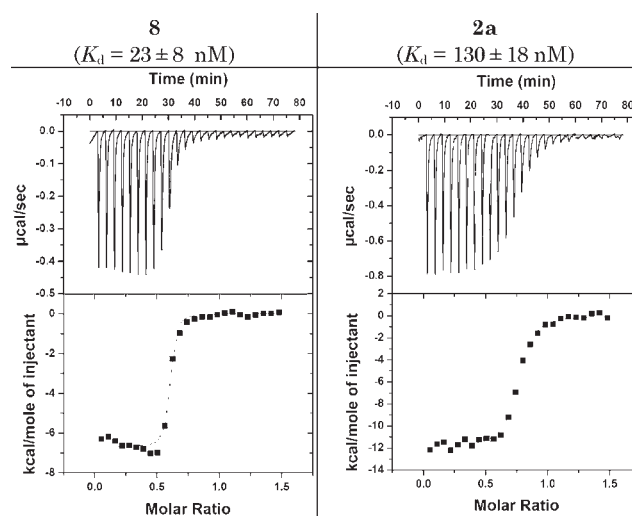 8
(Kd = 23 ± 8 nM)
Time (min)
-10 0 10 20 30 40 50 60 70 80
0.0
-0.1
-0.2
-0.3
-0.4
-0.5
µcal/sec
0
-2
-4
-6
-8
kcal/mole of injectant
0.0 0.5 1.0 1.5
Molar Ratio
2a
(Kd = 130 ± 18 nM)
Time (min)
-10 0 10 20 30 40 50 60 70 80
0.0
-0.2
-0.4
-0.6
-0.8
µcal/sec
2
0
-2
-4
-6
-8
-10
-12
-14
kcal/mole of injectant
0.0 0.5 1.0 1.5
Molar Ratio